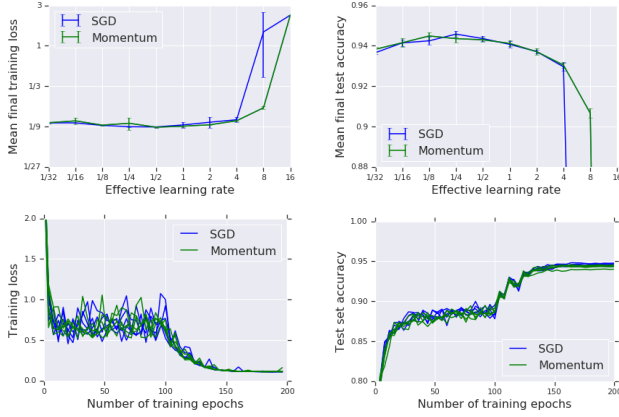 Mean final training loss
3
1
1/3
1/9
1/27
SGD
Momentum
1/32 1/16 1/8 1/4 1/2 1 2 4 8 16
Effective learning rate
Mean final test accuracy
0.96
0.94
0.92
0.90
0.88
SGD
Momentum
1/32 1/16 1/8 1/4 1/2 1 2 4 8 16
Effective learning rate
Training loss
2.0
1.5
1.0
0.5
0.0
SGD
Momentum
0 50 100 150 200
Number of training epochs
Test set accuracy
1.00
0.95
0.90
0.85
0.80
SGD
Momentum
0 50 100 150 200
Number of training epochs